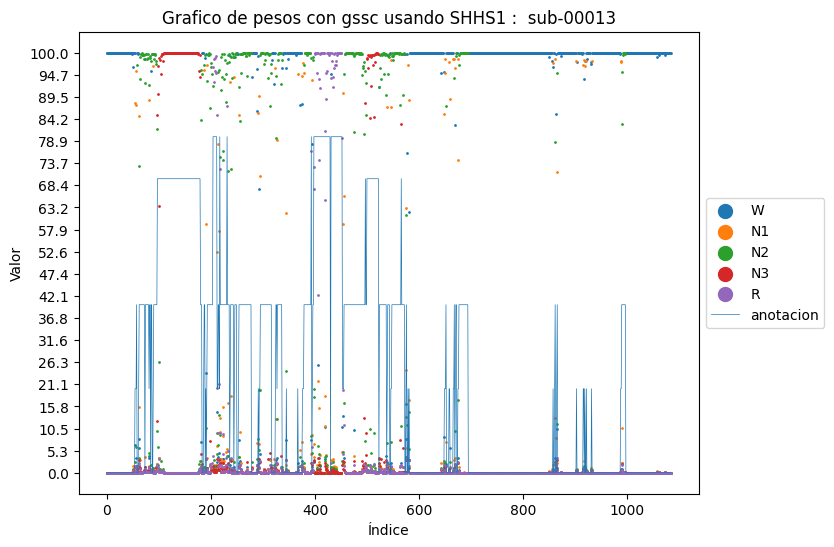 Grafico de pesos con gssc usando SHHS1 :  sub-00013
100.0
94.7
89.5
84.2
78.9
73.7
68.4
63.2
57.9
52.6
47.4
42.1
36.8
31.6
26.3
21.1
15.8
10.5
5.3
0.0
Valor
0
200
400
600
800
1000
Índice
W
N1
N2
N3
R
anotacion